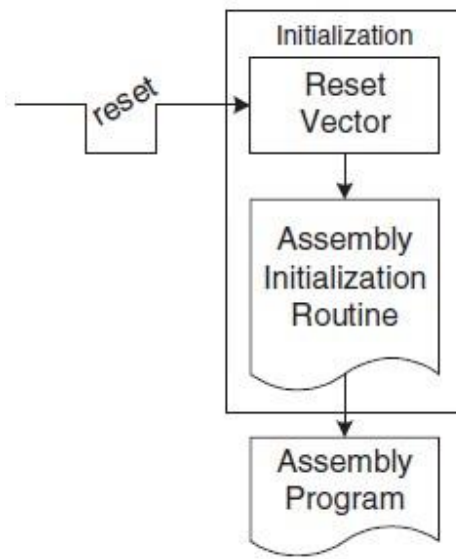 Initialization
reset
Reset
Vector
Assembly
Initialization
Routine
Assembly
Program